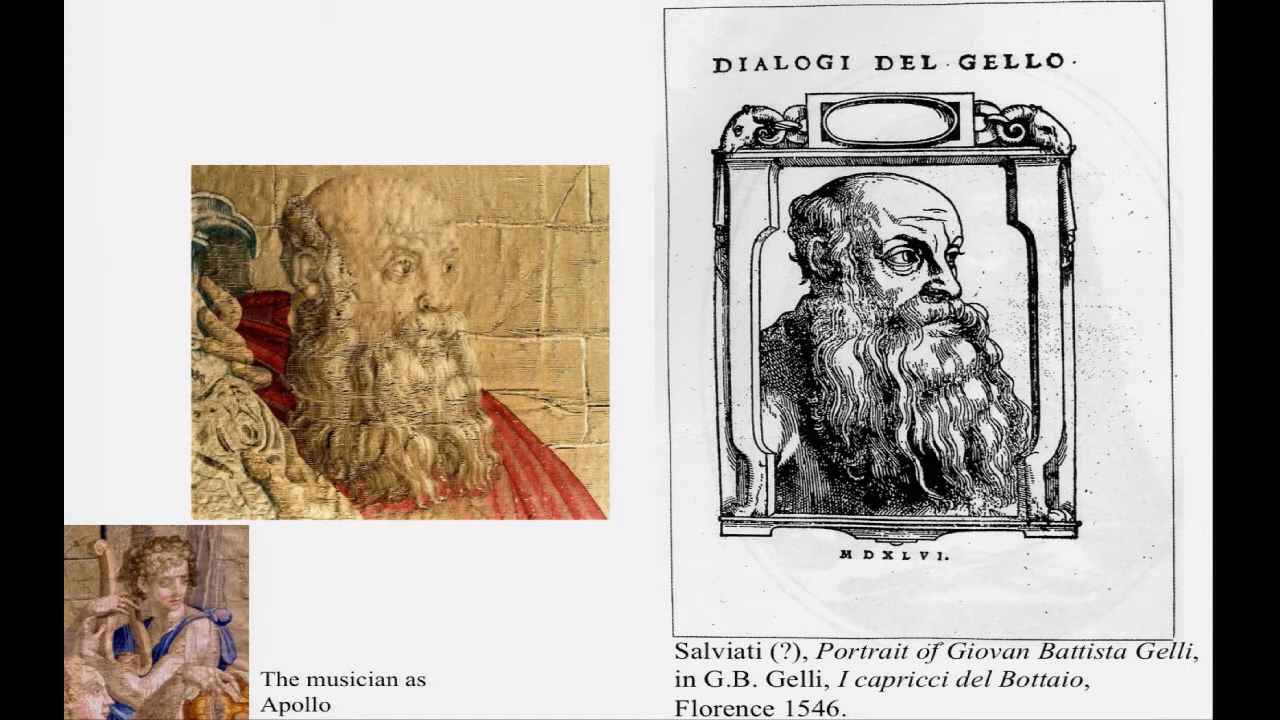 DIALOGI DEL · GELLO ·
M D X L V I.
Salviati (?), Portrait of Giovan Battista Gelli,
in G.B. Gelli, I capricci del Bottaio,
Florence 1546.
The musician as
Apollo